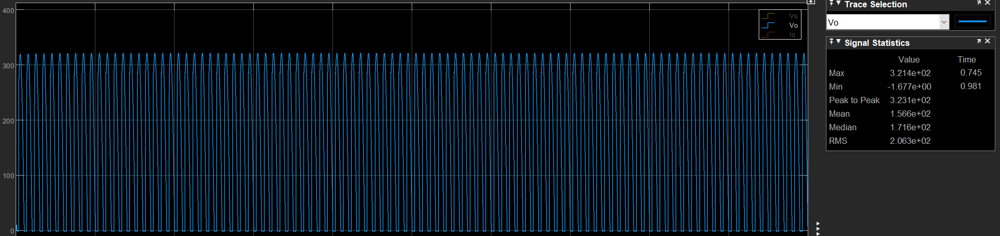 400
300
200
100
0
Vs
Vo
Io
Trace Selection
Vo
Signal Statistics
Value Time
Max 3.214e+02 0.745
Min -1.677e+00 0.981
Peak to Peak 3.231e+02
Mean 1.566e+02
Median 1.716e+02
RMS 2.063e+02